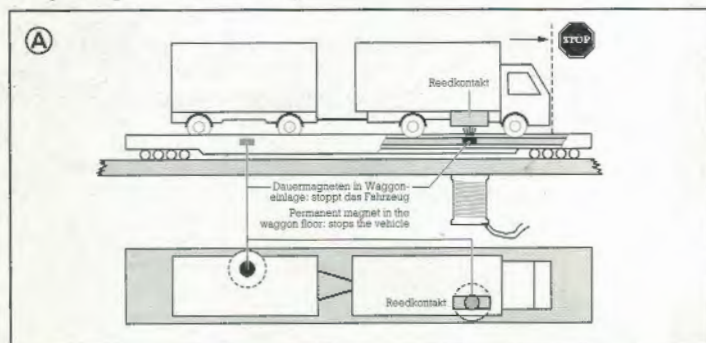 A
STOP
Reedkontakt
Dauermagneten in Waggon-
einlage: stoppt das Fahrzeug
Permanent magnet in the
waggon floor: stops the vehicle
Reedkontakt